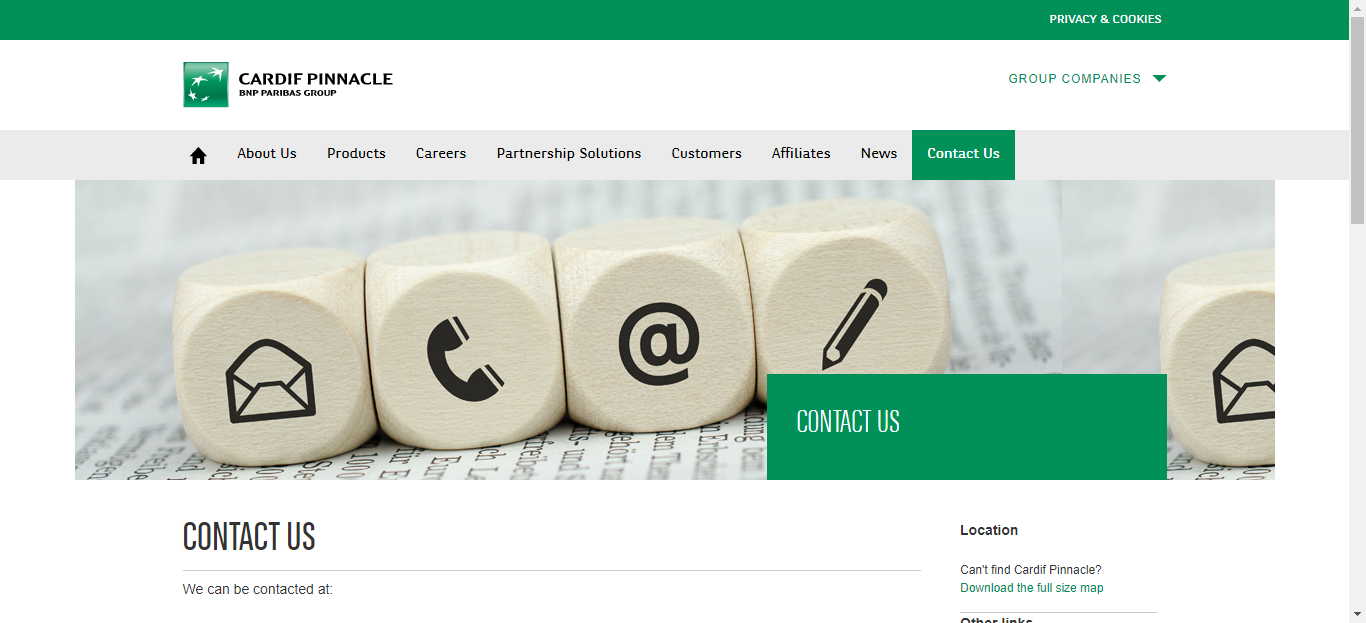 PRIVACY & COOKIES
CARDIF PINNACLE
BNP PARIBAS GROUP
GROUP COMPANIES
About Us Products Careers Partnership Solutions Customers Affiliates News Contact Us
@
CONTACT US
CONTACT US
We can be contacted at:
Location
Can't find Cardif Pinnacle?
Download the full size map
Other links